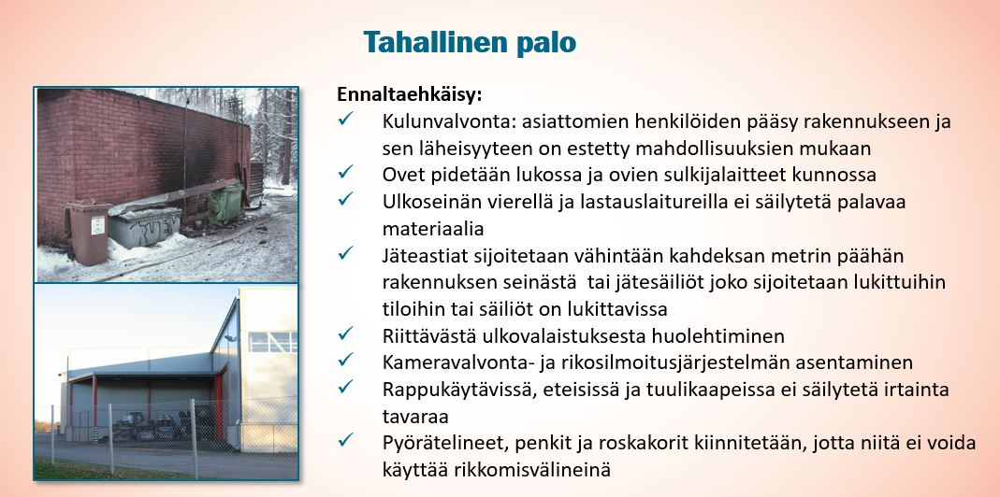 Tahallinen palo
Ennaltaehkäisy:
✓ Kulunvalvonta: asiattomien henkilöiden pääsy rakennukseen ja
sen läheisyyteen on estetty mahdollisuuksien mukaan
✓ Ovet pidetään lukossa ja ovien sulkijalaitteet kunnossa
✓ Ulkoseinän vierellä ja lastauslaitureilla ei säilytetä palavaa
materiaalia
✓ Jäteastiat sijoitetaan vähintään kahdeksan metrin päähän
rakennuksen seinästä  tai jätesäiliöt joko sijoitetaan lukittuihin
tiloihin tai säiliöt on lukittavissa
✓ Riittävästä ulkovalaistuksesta huolehtiminen
✓ Kameravalvonta- ja rikosilmoitusjärjestelmän asentaminen
✓ Rappukäytävissä, eteisissä ja tuulikaapeissa ei säilytetä irtainta
tavaraa
✓ Pyörätelineet, penkit ja roskakorit kiinnitetään, jotta niitä ei voida
käyttää rikkomisvälineinä